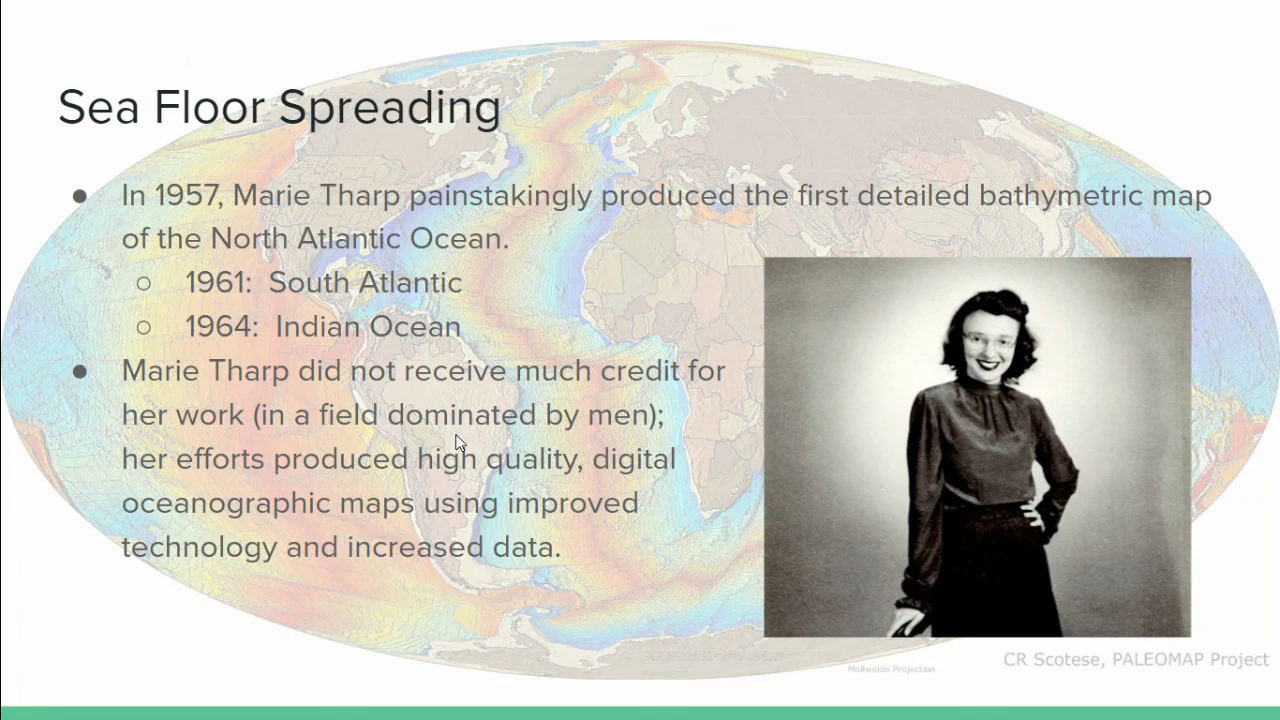 Sea Floor Spreading
● In 1957, Marie Tharp painstakingly produced the first detailed bathymetric map
of the North Atlantic Ocean.
○ 1961: South Atlantic
○ 1964: Indian Ocean
● Marie Tharp did not receive much credit for
her work (in a field dominated by men);
her efforts produced high quality, digital
oceanographic maps using improved
technology and increased data.
CR Scotese, PALEOMAP Project
Mollweide Projection